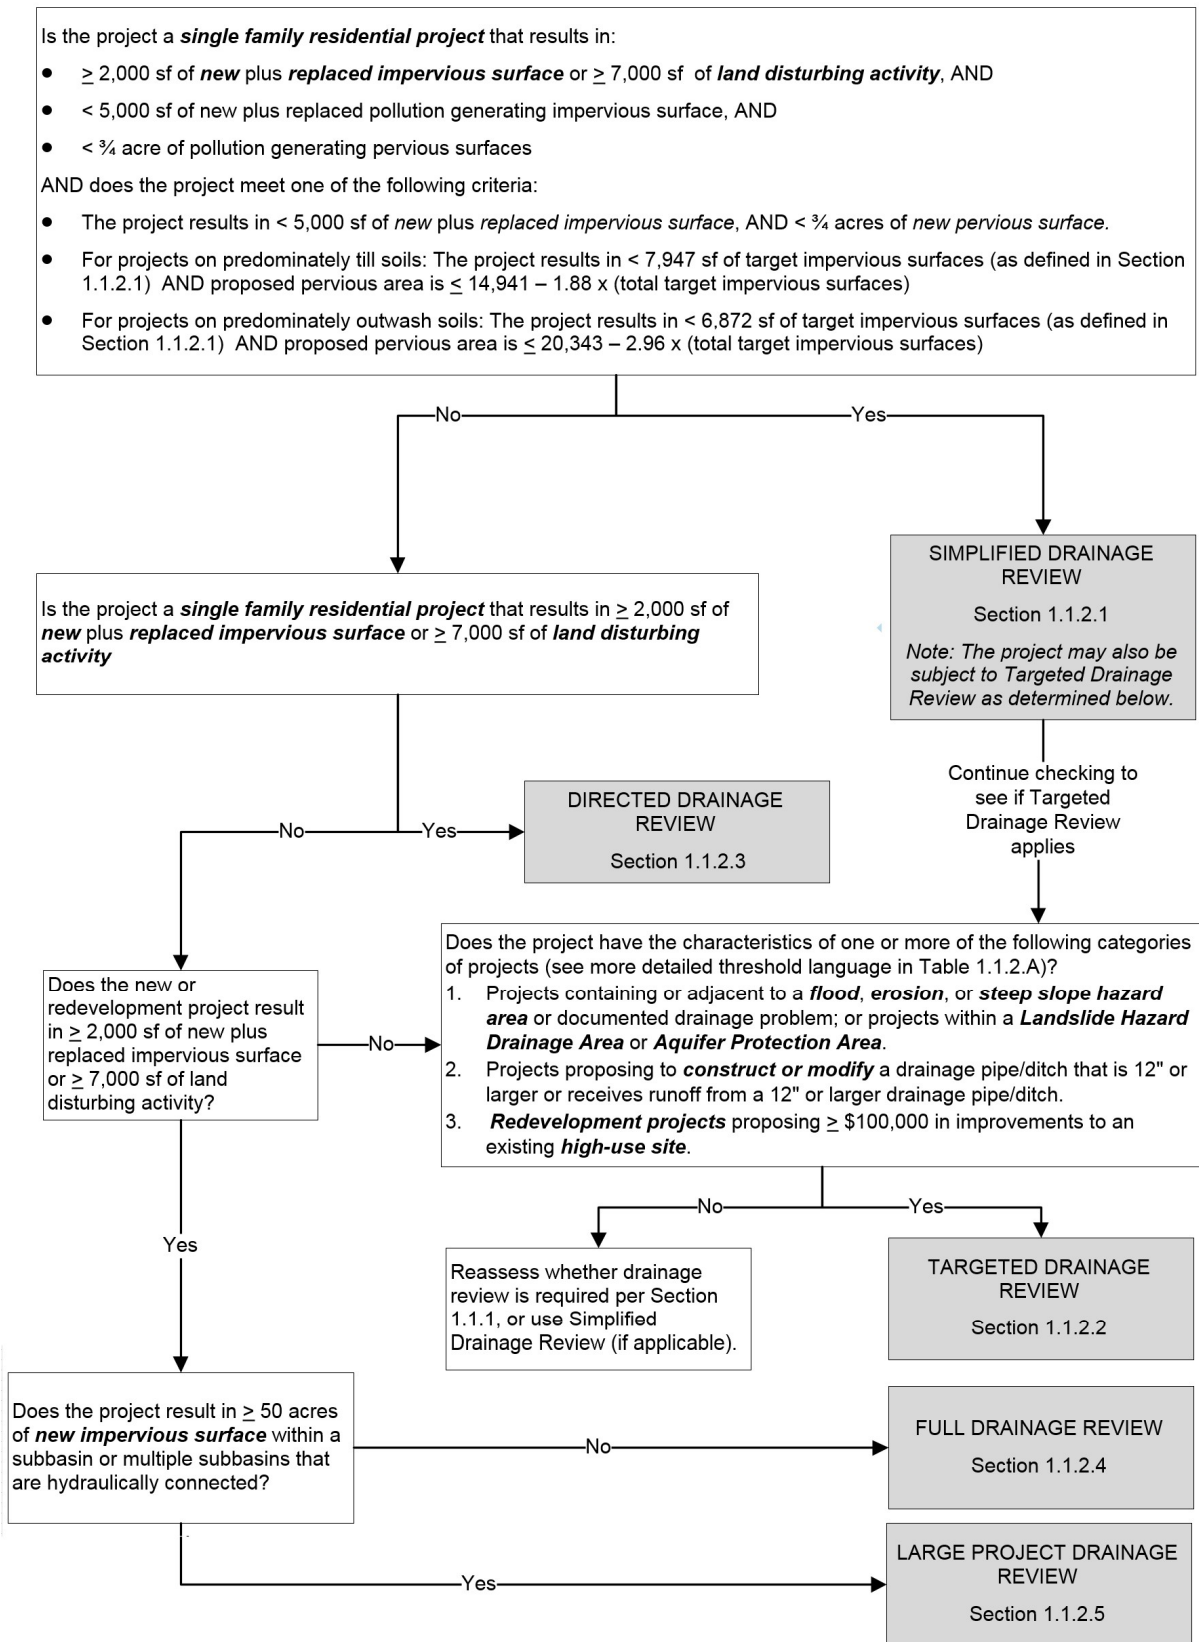 Is the project a single family residential project that results in:
● ≥ 2,000 sf of new plus replaced impervious surface or ≥ 7,000 sf of land disturbing activity, AND
● < 5,000 sf of new plus replaced pollution generating impervious surface, AND
● < ¾ acre of pollution generating pervious surfaces
AND does the project meet one of the following criteria:
● The project results in < 5,000 sf of new plus replaced impervious surface, AND < ¾ acres of new pervious surface.
● For projects on predominately till soils: The project results in < 7,947 sf of target impervious surfaces (as defined in Section
1.1.2.1) AND proposed pervious area is ≤ 14,941 – 1.88 x (total target impervious surfaces)
● For projects on predominately outwash soils: The project results in < 6,872 sf of target impervious surfaces (as defined in
Section 1.1.2.1) AND proposed pervious area is ≤ 20,343 – 2.96 x (total target impervious surfaces)
No
Yes
SIMPLIFIED DRAINAGE
REVIEW
Section 1.1.2.1
Note: The project may also be
subject to Targeted Drainage
Review as determined below.
Is the project a single family residential project that results in ≥ 2,000 sf of
new plus replaced impervious surface or ≥ 7,000 sf of land disturbing
activity
Continue checking to
see if Targeted
Drainage Review
applies
No
Yes
DIRECTED DRAINAGE
REVIEW
Section 1.1.2.3
Does the new or
redevelopment project result
in ≥ 2,000 sf of new plus
replaced impervious surface
or ≥ 7,000 sf of land
disturbing activity?
No
Does the project have the characteristics of one or more of the following categories
of projects (see more detailed threshold language in Table 1.1.2.A)?
1. Projects containing or adjacent to a flood, erosion, or steep slope hazard
area or documented drainage problem; or projects within a Landslide Hazard
Drainage Area or Aquifer Protection Area.
2. Projects proposing to construct or modify a drainage pipe/ditch that is 12" or
larger or receives runoff from a 12" or larger drainage pipe/ditch.
3. Redevelopment projects proposing ≥ $100,000 in improvements to an
existing high-use site.
No
Yes
Yes
Reassess whether drainage
review is required per Section
1.1.1, or use Simplified
Drainage Review (if applicable).
TARGETED DRAINAGE
REVIEW
Section 1.1.2.2
Does the project result in ≥ 50 acres
of new impervious surface within a
subbasin or multiple subbasins that
are hydraulically connected?
No
FULL DRAINAGE REVIEW
Section 1.1.2.4
Yes
LARGE PROJECT DRAINAGE
REVIEW
Section 1.1.2.5